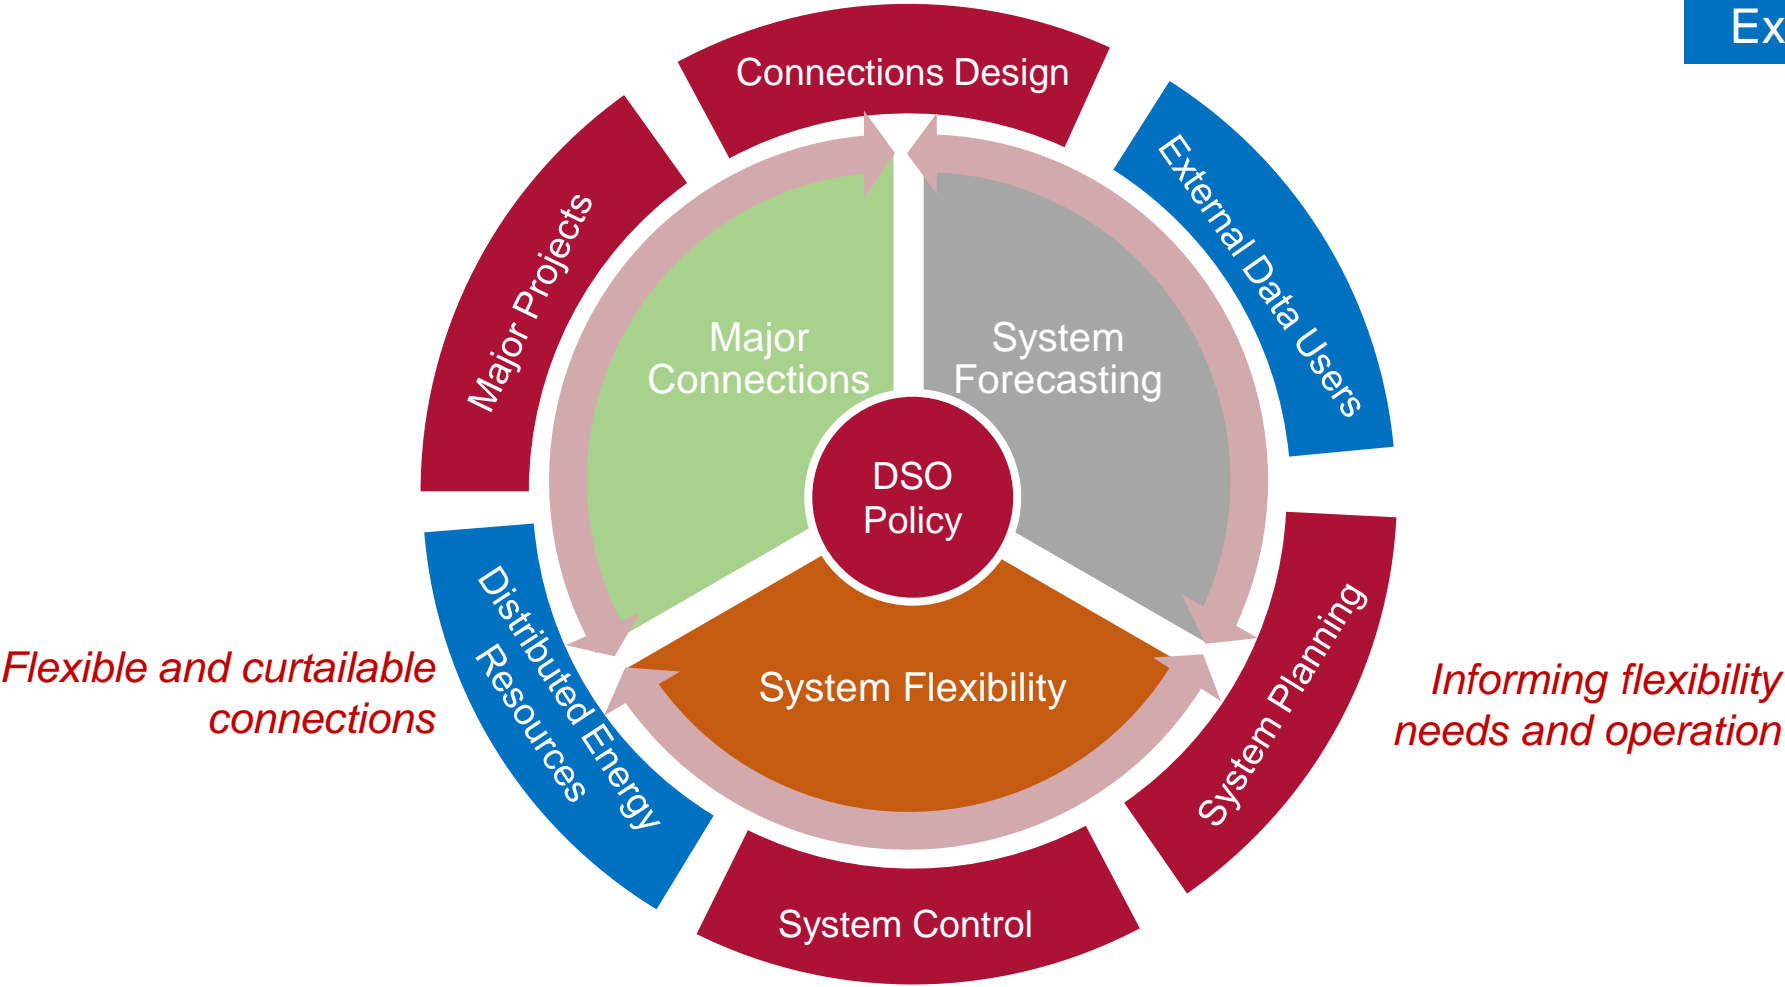 Ex
Connections Design
External Data Users
Major Projects
Major
Connections
System
Forecasting
DSO
Policy
Distributed Energy
Resources
System Flexibility
System Planning
Flexible and curtailable
connections
Informing flexibility
needs and operation
System Control